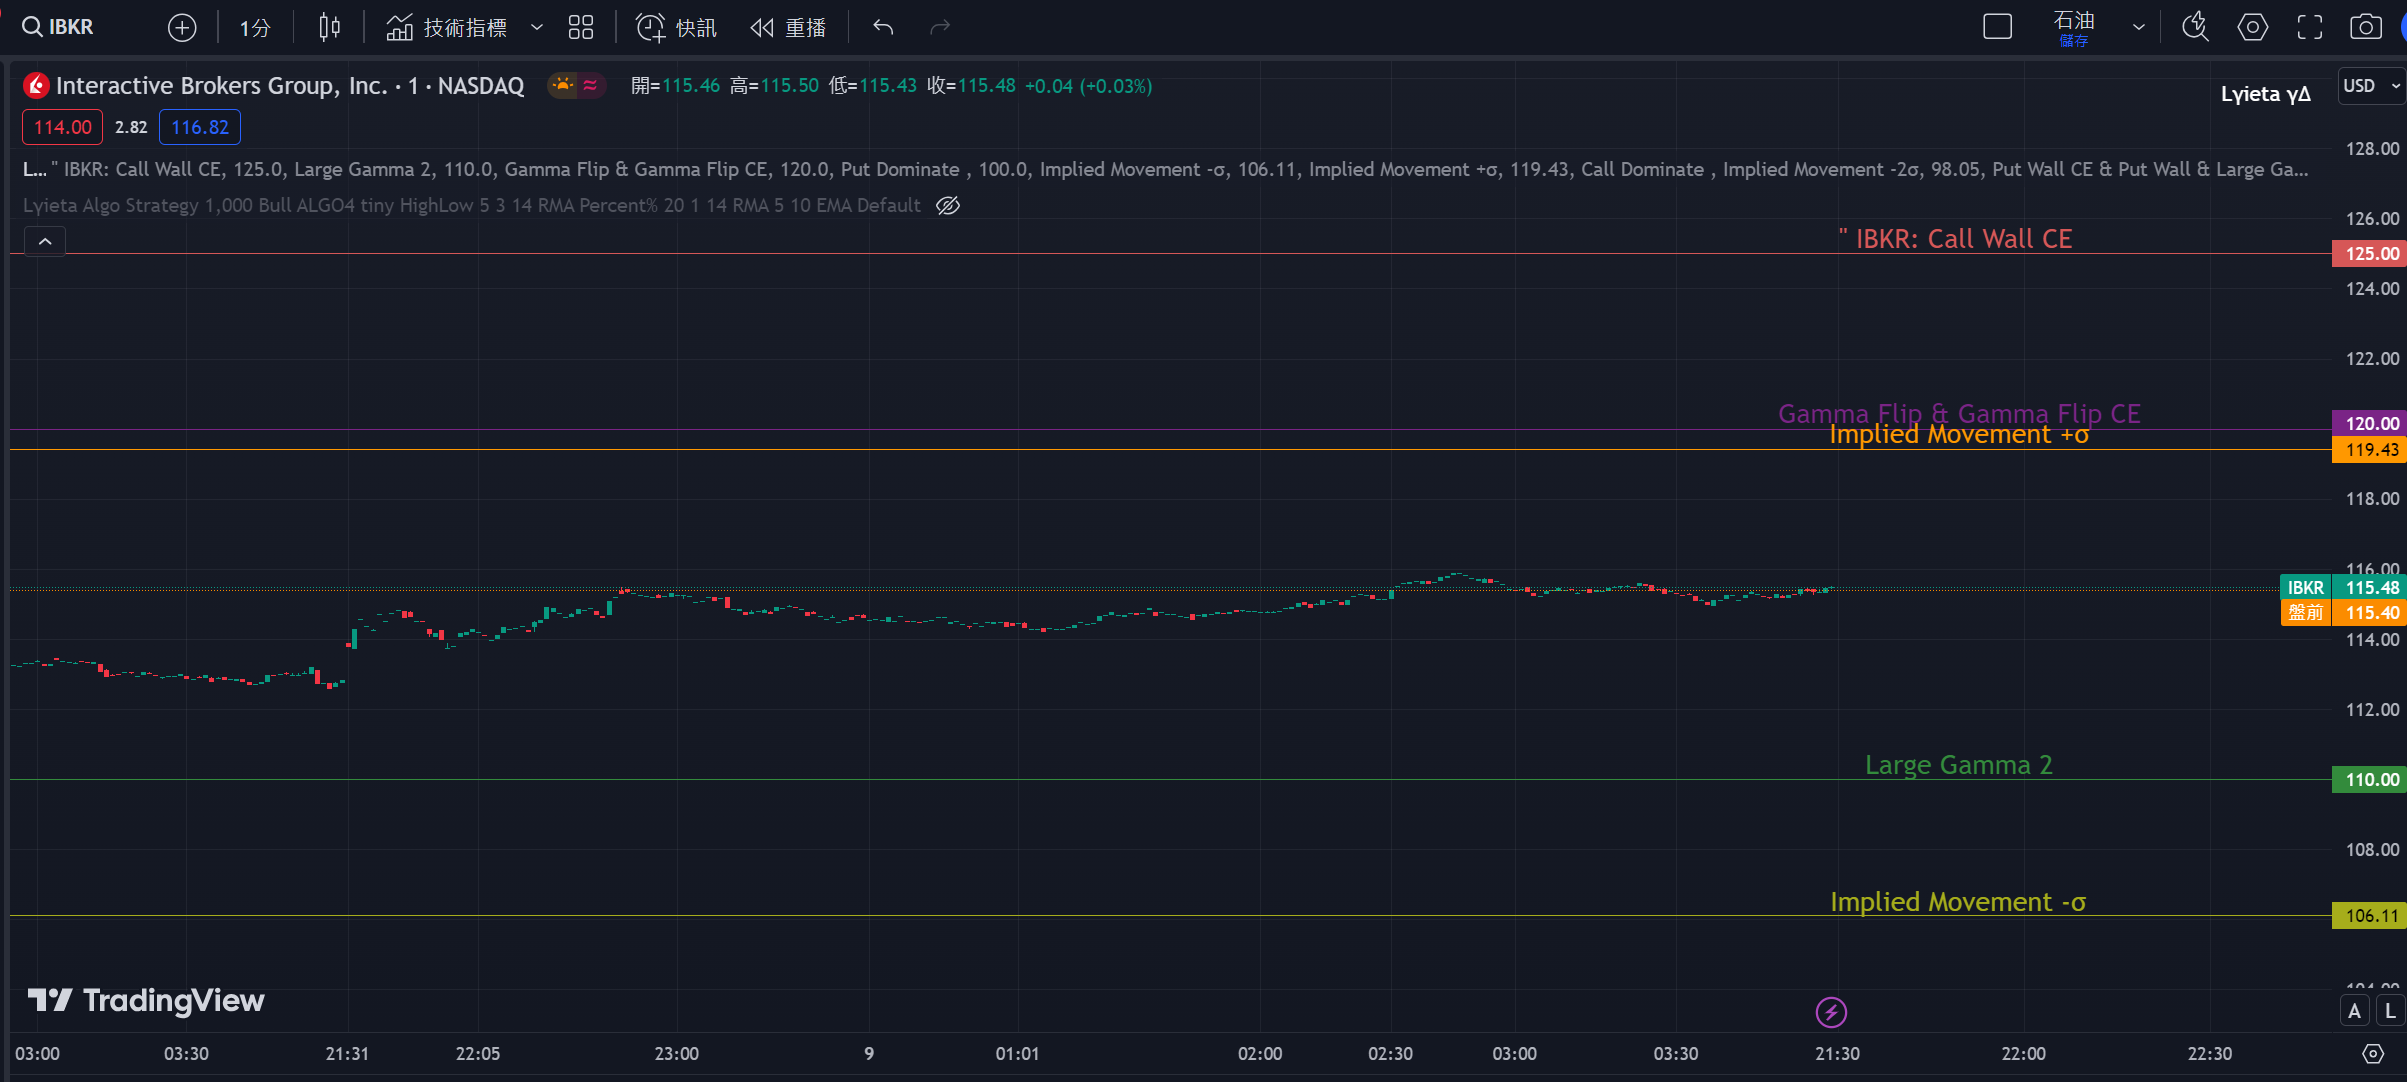 IBKR 1分 技術指標 快訊 重播 石油
儲存
Interactive Brokers Group, Inc. · 1 · NASDAQ 開=115.46 高=115.50 低=115.43 收=115.48 +0.04 (+0.03%)
Lyieta γΔ
USD
114.00 2.82 116.82
L... " IBKR: Call Wall CE, 125.0, Large Gamma 2, 110.0, Gamma Flip & Gamma Flip CE, 120.0, Put Dominate , 100.0, Implied Movement -σ, 106.11, Implied Movement +σ, 119.43, Call Dominate , Implied Movement -2σ, 98.05, Put Wall CE & Put Wall & Large Ga...
Lyieta Algo Strategy 1,000 Bull ALGO4 tiny HighLow 5 3 14 RMA Percent% 20 1 14 RMA 5 10 EMA Default
128.00
126.00
" IBKR: Call Wall CE
125.00
124.00
122.00
Gamma Flip & Gamma Flip CE
120.00
Implied Movement +σ
119.43
118.00
116.00
IBKR 115.48
盤前 115.40
114.00
112.00
Large Gamma 2
110.00
108.00
Implied Movement -σ
106.11
104.00
TradingView
A L
03:00 03:30 21:31 22:05 23:00 9 01:01 02:00 02:30 03:00 03:30 21:30 22:00 22:30